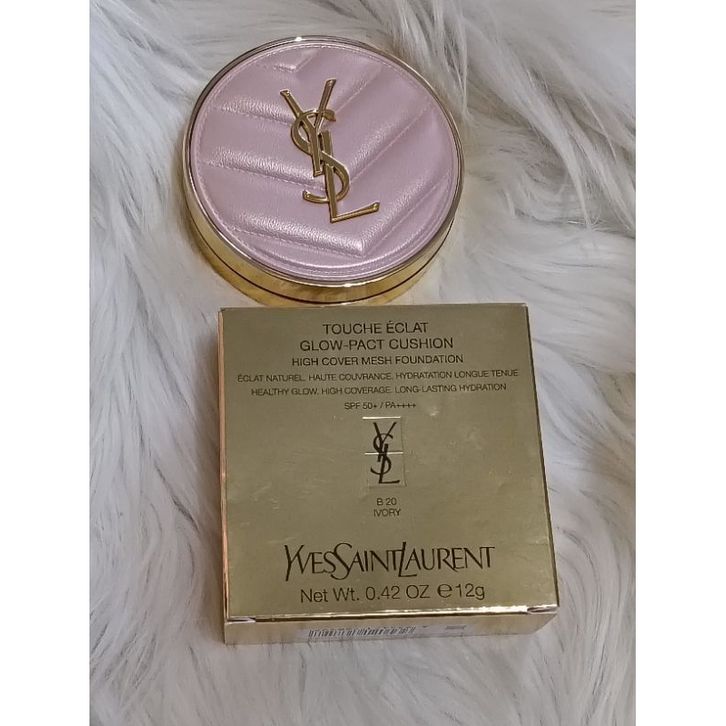 YSL
TOUCHE ÉCLAT
GLOW-PACT CUSHION
HIGH COVER MESH FOUNDATION
ÉCLAT NATUREL, HAUTE COUVRANCE, HYDRATATION LONGUE TENUE
HEALTHY GLOW, HIGH COVERAGE, LONG-LASTING HYDRATION
SPF 50+ / PA++++
YSL
B 20
IVORY
YVESSAINTLAURENT
Net Wt. 0.42 OZ ℮12g